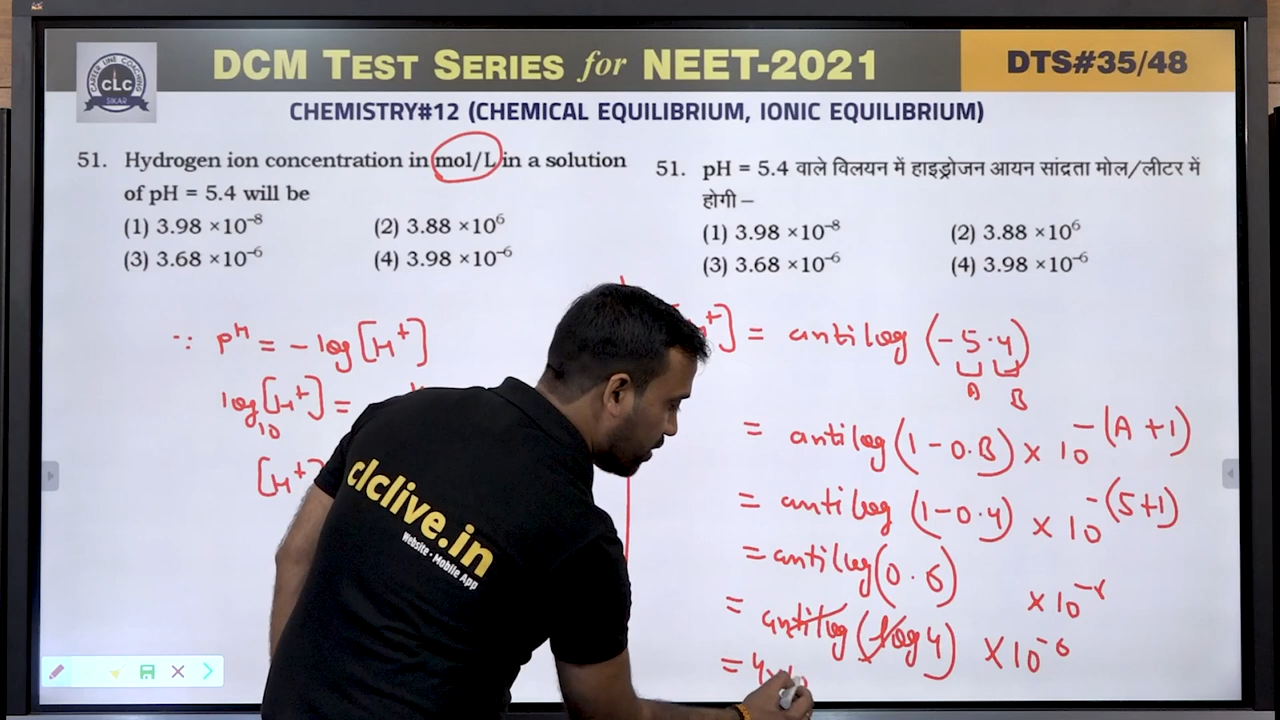 CAREER LINE COACHING
CLC
SIKAR
DCM TEST SERIES for NEET-2021
DTS#35/48
CHEMISTRY#12 (CHEMICAL EQUILIBRIUM, IONIC EQUILIBRIUM)
51. Hydrogen ion concentration in mol/L in a solution
of pH = 5.4 will be
(1) 3.98 ×10⁻⁸ (2) 3.88 ×10⁶
(3) 3.68 ×10⁻⁶ (4) 3.98 ×10⁻⁶
51. pH = 5.4 वाले विलयन में हाइड्रोजन आयन सांद्रता मोल/लीटर में
होगी –
(1) 3.98 ×10⁻⁸ (2) 3.88 ×10⁶
(3) 3.68 ×10⁻⁶ (4) 3.98 ×10⁻⁶
∵ pH = -log[H⁺]
log₁₀[H⁺] =
[H⁺
⁺] = antilog (-5.4)
A B
= antilog (1-0.B) × 10⁻⁽ᴬ⁺¹⁾
= antilog (1-0.4) × 10⁻⁽⁵⁺¹⁾
= antilog (0.6) × 10
= antilog (log 4) × 10⁻⁶
= 4×
clclive.in
Website - Mobile App